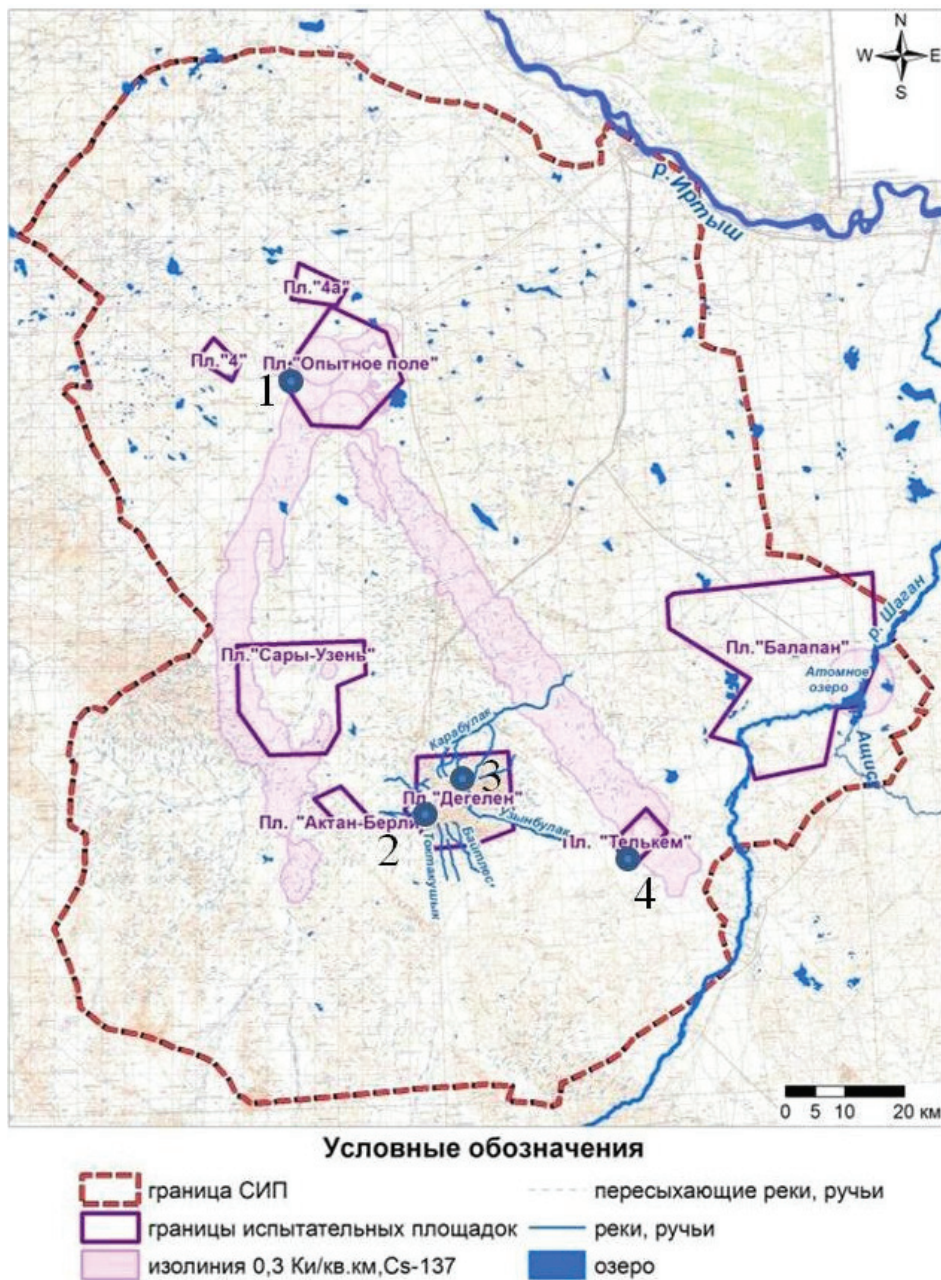 N
W E
S
р. Иртыш
Пл."4а"
Пл."4"
Пл."Опытное поле"
1
р. Шаган
Пл."Сары-Узень"
Пл."Балапан"
Атомное
озеро
Ащису
Карабулак
3
Пл."Дегелен"
Пл. "Актан-Берли
Узынбулак
2
Токтакушык
Байтлес
Пл. "Телькем"
4
0 5 10 20 км
Условные обозначения
граница СИП
границы испытательных площадок
изолиния 0,3 Ки/кв.км,Cs-137
пересыхающие реки, ручьи
реки, ручьи
озеро